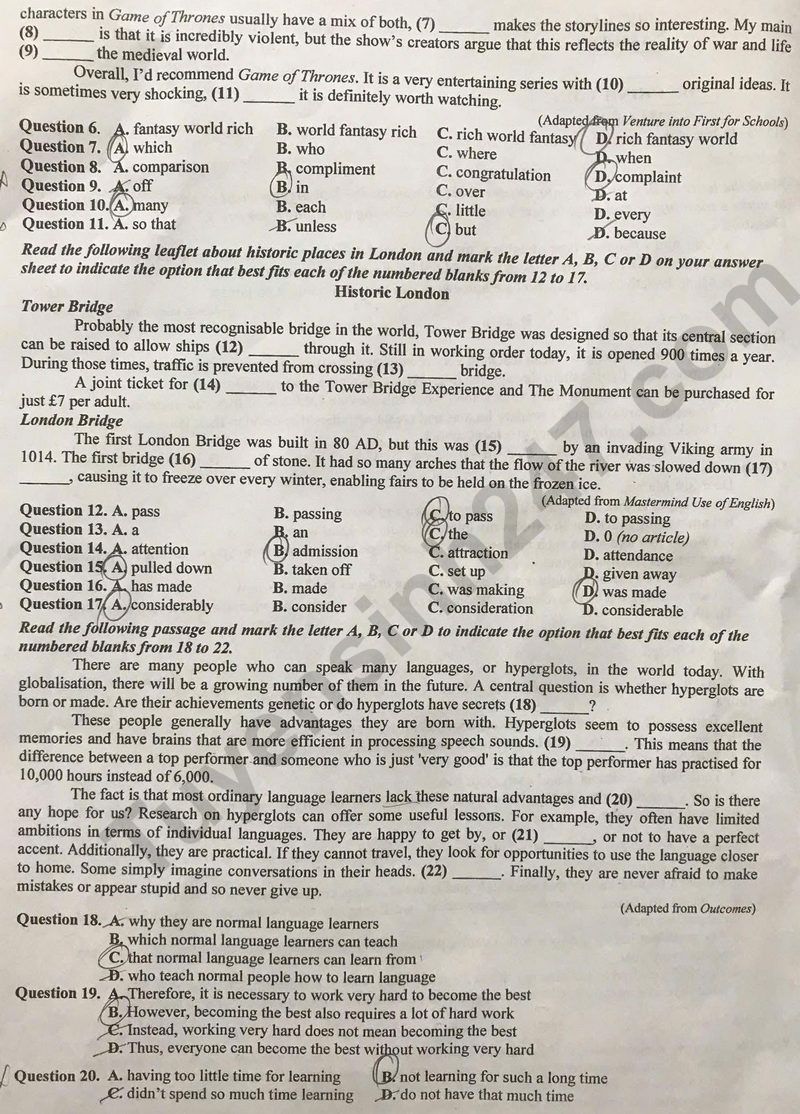 characters in Game of Thrones usually have a mix of both, (7) ______ makes the storylines so interesting. My main
(8) ______ is that it is incredibly violent, but the show's creators argue that this reflects the reality of war and life
(9) ______ the medieval world.
Overall, I'd recommend Game of Thrones. It is a very entertaining series with (10) ______ original ideas. It
is sometimes very shocking, (11) ______ it is definitely worth watching.
(Adapted from Venture into First for Schools)
Question 6. A. fantasy world rich B. world fantasy rich C. rich world fantasy D. rich fantasy world
Question 7. A. which B. who C. where D. when
Question 8. A. comparison B. compliment C. congratulation D. complaint
Question 9. A. off B. in C. over D. at
Question 10. A. many B. each C. little D. every
Question 11. A. so that B. unless C. but D. because
Read the following leaflet about historic places in London and mark the letter A, B, C or D on your answer
sheet to indicate the option that best fits each of the numbered blanks from 12 to 17.
Historic London
Tower Bridge
Probably the most recognisable bridge in the world, Tower Bridge was designed so that its central section
can be raised to allow ships (12) ______ through it. Still in working order today, it is opened 900 times a year.
During those times, traffic is prevented from crossing (13) ______ bridge.
A joint ticket for (14) ______ to the Tower Bridge Experience and The Monument can be purchased for
just £7 per adult.
London Bridge
The first London Bridge was built in 80 AD, but this was (15) ______ by an invading Viking army in
1014. The first bridge (16) ______ of stone. It had so many arches that the flow of the river was slowed down (17)
______, causing it to freeze over every winter, enabling fairs to be held on the frozen ice.
(Adapted from Mastermind Use of English)
Question 12. A. pass B. passing C. to pass D. to passing
Question 13. A. a B. an C. the D. 0 (no article)
Question 14. A. attention B. admission C. attraction D. attendance
Question 15. A. pulled down B. taken off C. set up D. given away
Question 16. A. has made B. made C. was making D. was made
Question 17. A. considerably B. consider C. consideration D. considerable
Read the following passage and mark the letter A, B, C or D to indicate the option that best fits each of the
numbered blanks from 18 to 22.
There are many people who can speak many languages, or hyperglots, in the world today. With
globalisation, there will be a growing number of them in the future. A central question is whether hyperglots are
born or made. Are their achievements genetic or do hyperglots have secrets (18) ______?
These people generally have advantages they are born with. Hyperglots seem to possess excellent
memories and have brains that are more efficient in processing speech sounds. (19) ______. This means that the
difference between a top performer and someone who is just 'very good' is that the top performer has practised for
10,000 hours instead of 6,000.
The fact is that most ordinary language learners lack these natural advantages and (20) ______. So is there
any hope for us? Research on hyperglots can offer some useful lessons. For example, they often have limited
ambitions in terms of individual languages. They are happy to get by, or (21) ______, or not to have a perfect
accent. Additionally, they are practical. If they cannot travel, they look for opportunities to use the language closer
to home. Some simply imagine conversations in their heads. (22) ______. Finally, they are never afraid to make
mistakes or appear stupid and so never give up.
(Adapted from Outcomes)
Question 18. A. why they are normal language learners
B. which normal language learners can teach
C. that normal language learners can learn from
D. who teach normal people how to learn language
Question 19. A. Therefore, it is necessary to work very hard to become the best
B. However, becoming the best also requires a lot of hard work
C. Instead, working very hard does not mean becoming the best
D. Thus, everyone can become the best without working very hard
Question 20. A. having too little time for learning B. not learning for such a long time
C. didn't spend so much time learning D. do not have that much time